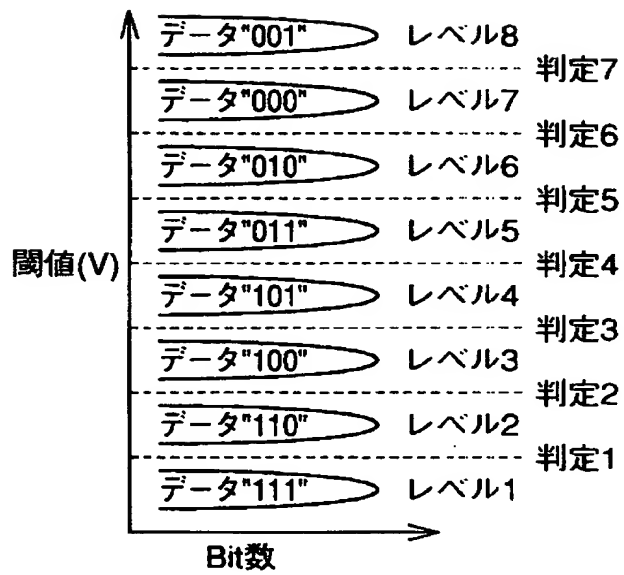 データ"001" レベル8
判定7
データ"000" レベル7
判定6
データ"010" レベル6
判定5
データ"011" レベル5
閾値(V) 判定4
データ"101" レベル4
判定3
データ"100" レベル3
判定2
データ"110" レベル2
判定1
データ"111" レベル1
Bit数